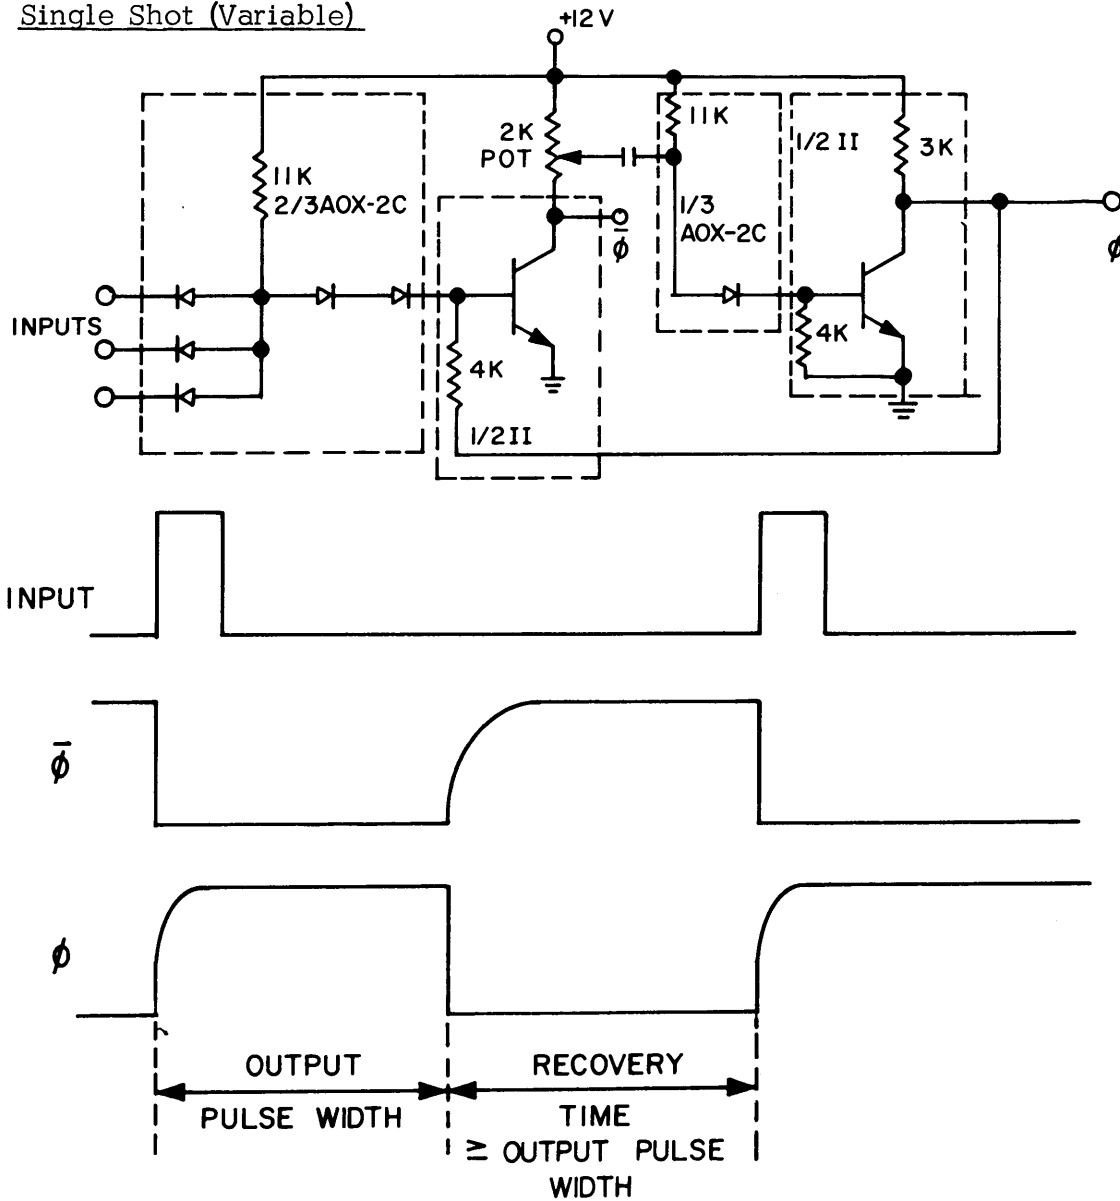 Single Shot (Variable)
+12 V
11K
2/3AOX-2C
2K
POT
11K
1/2 II
3K
1/3
AOX-2C
ϕ̅
ϕ
INPUTS
4K
4K
1/2 II
INPUT
ϕ̅
ϕ
OUTPUT
PULSE WIDTH
RECOVERY
TIME
≥ OUTPUT PULSE
WIDTH